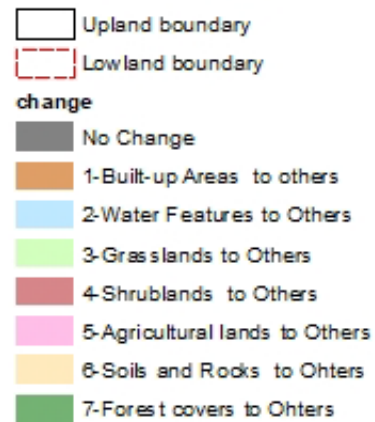 Upland boundary
Lowland boundary
change
No Change
1-Built-up Areas to others
2-Water Features to Others
3-Grasslands to Others
4-Shrublands to Others
5-Agricultural lands to Others
6-Soils and Rocks to Ohters
7-Forest covers to Ohters